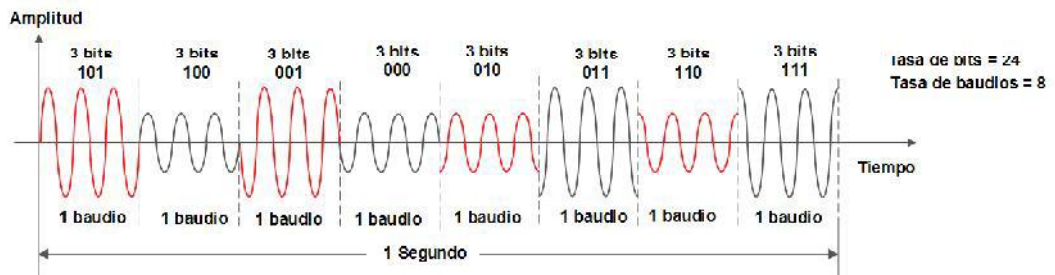 Amplitud
3 bits 3 bits 3 bits 3 bits 3 bits 3 bits 3 bits 3 bits
101 100 001 000 010 011 110 111
Tasa de bits = 24
Tasa de baudios = 8
Tiempo
1 baudio 1 baudio 1 baudio 1 baudio 1 baudio 1 baudio 1 baudio 1 baudio
1 Segundo